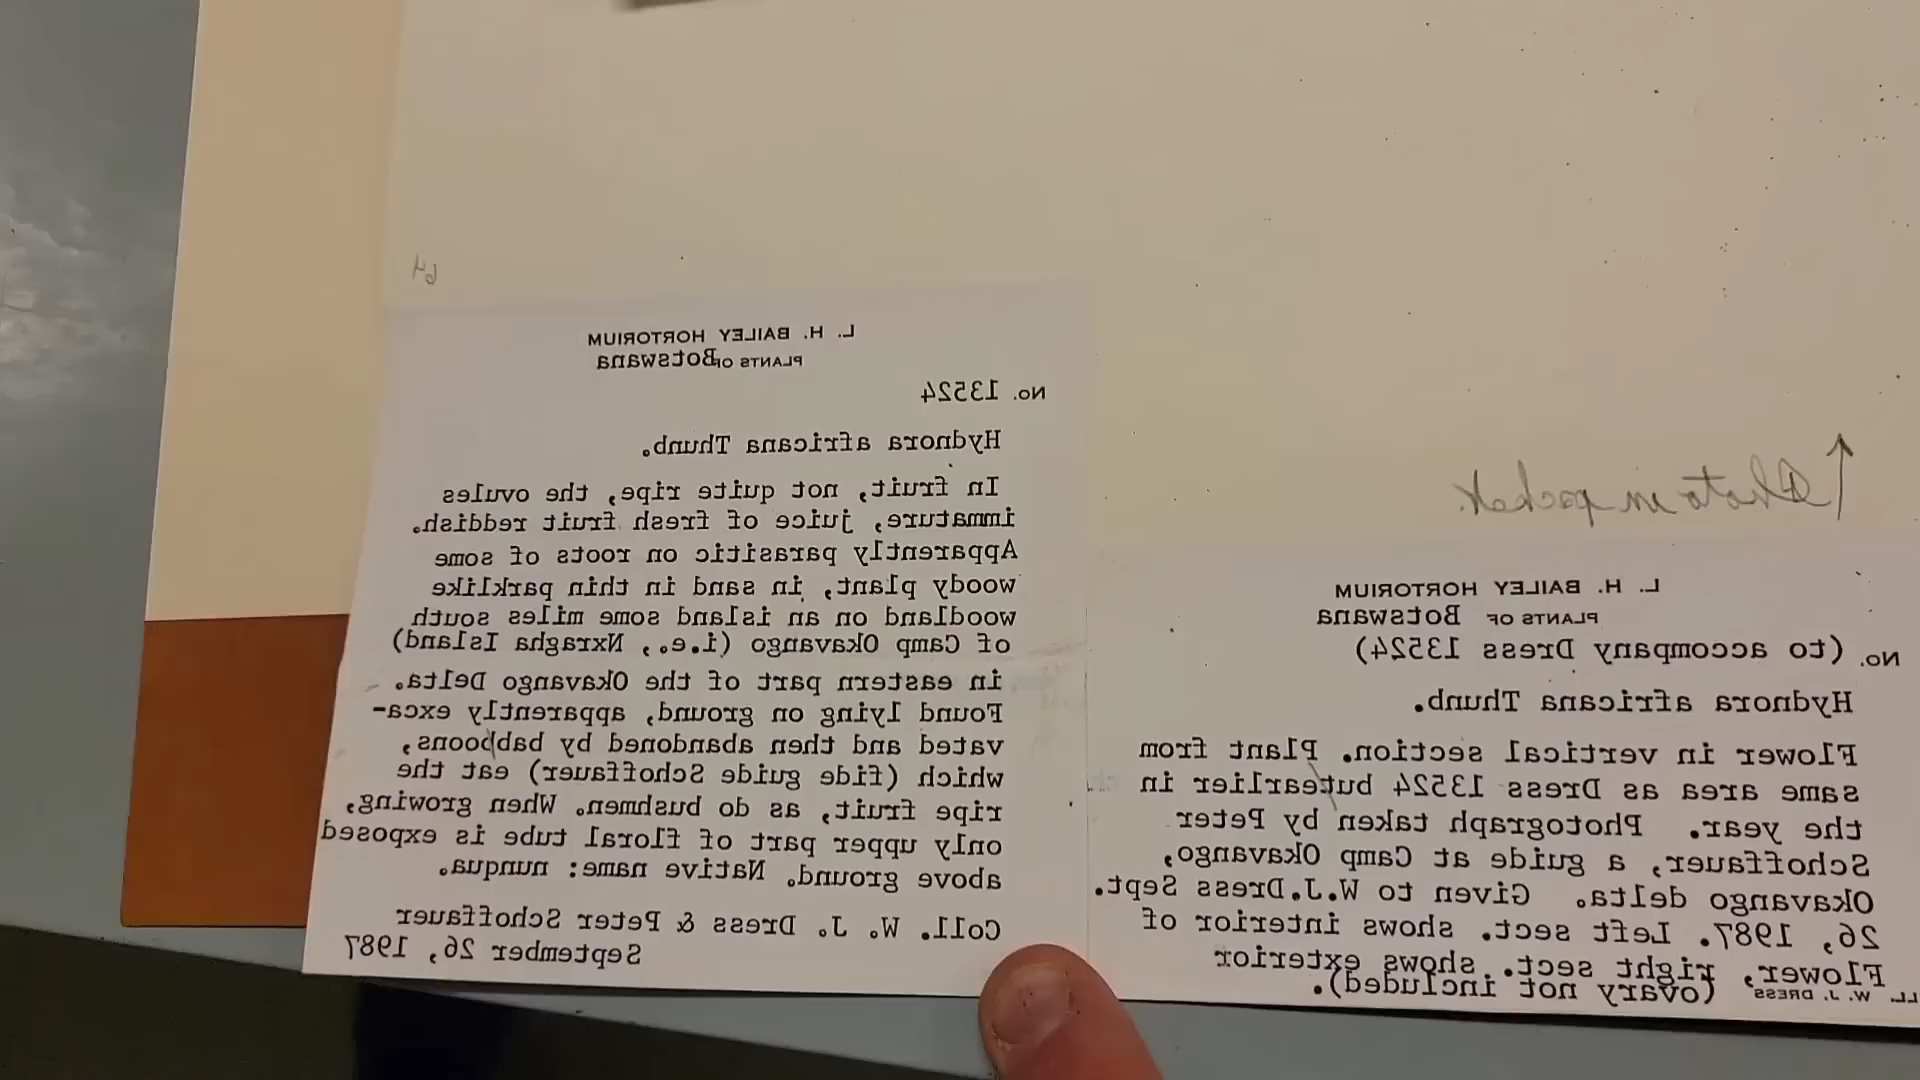 64
L. H. BAILEY HORTORIUM
PLANTS OF Botswana
No. 13524
Hydnora africana Thunb.
In fruit, not quite ripe, the ovules
immature, juice of fresh fruit reddish.
Apparently parasitic on roots of some
woody plant, in sand in thin parklike
woodland on an island some miles south
of Camp Okavango (i.e., Nxragha Island)
in eastern part of the Okavango Delta.
Found lying on ground, apparently exca-
vated and then abandoned by baboons,
which (fide guide Schoffauer) eat the
ripe fruit, as do bushmen. When growing,
only upper part of floral tube is exposed
above ground. Native name: nunqua.
Coll. W. J. Dress & Peter Schoffauer
September 26, 1987
Photo in pocket.
L. H. BAILEY HORTORIUM
PLANTS OF Botswana
No. (to accompany Dress 13524)
Hydnora africana Thunb.
Flower in vertical section. Plant from
same area as Dress 13524 but earlier in
the year. Photograph taken by Peter
Schoffauer, a guide at Camp Okavango,
Okavango delta. Given to W.J.Dress Sept.
26, 1987. Left sect. shows interior of
Flower, right sect. shows exterior
(ovary not included).
W. J. DRESS